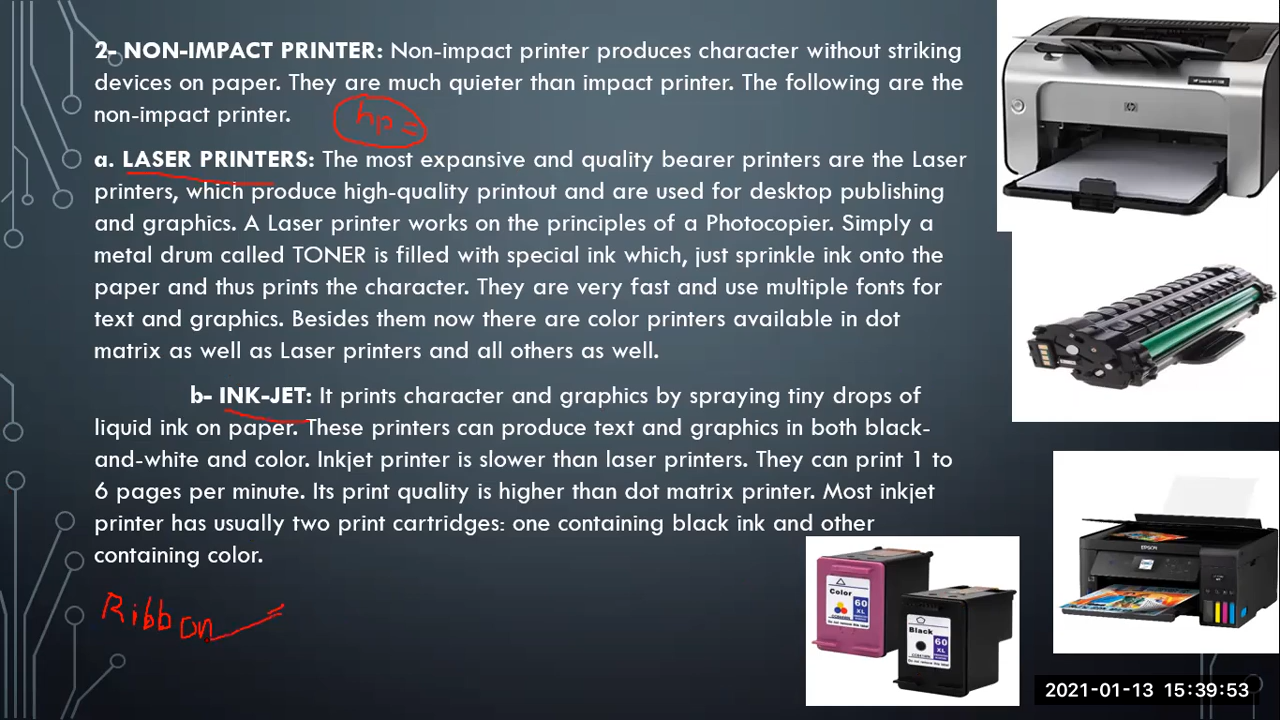 2- NON-IMPACT PRINTER: Non-impact printer produces character without striking
devices on paper. They are much quieter than impact printer. The following are the
non-impact printer.
hp =
a. LASER PRINTERS: The most expansive and quality bearer printers are the Laser
printers, which produce high-quality printout and are used for desktop publishing
and graphics. A Laser printer works on the principles of a Photocopier. Simply a
metal drum called TONER is filled with special ink which, just sprinkle ink onto the
paper and thus prints the character. They are very fast and use multiple fonts for
text and graphics. Besides them now there are color printers available in dot
matrix as well as Laser printers and all others as well.
b- INK-JET: It prints character and graphics by spraying tiny drops of
liquid ink on paper. These printers can produce text and graphics in both black-
and-white and color. Inkjet printer is slower than laser printers. They can print 1 to
6 pages per minute. Its print quality is higher than dot matrix printer. Most inkjet
printer has usually two print cartridges: one containing black ink and other
containing color.
Ribbon
hp
EPSON
Color
60
XL
Black
60
XL
2021-01-13 15:39:53